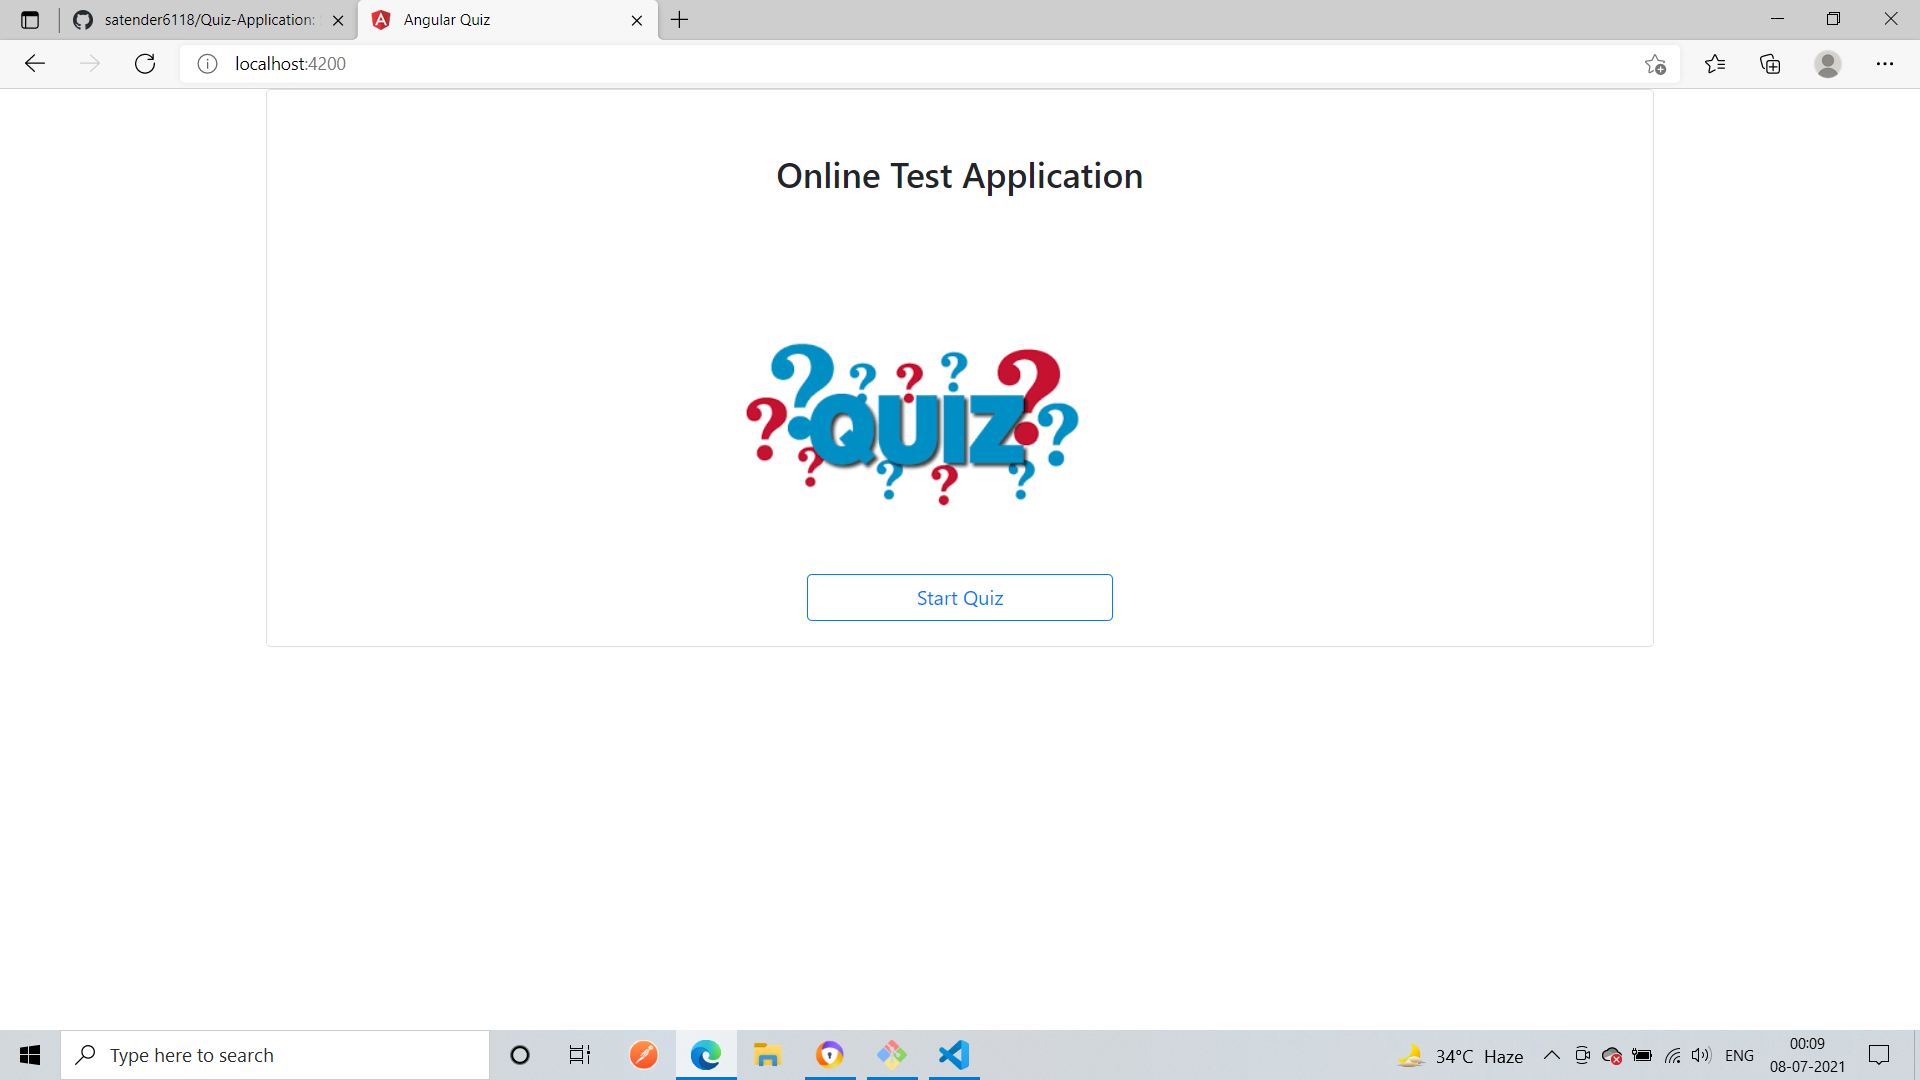 satender6118/Quiz-Application:
Angular Quiz
localhost:4200
Online Test Application
QUIZ
Start Quiz
Type here to search
34°C Haze
ENG
00:09
08-07-2021